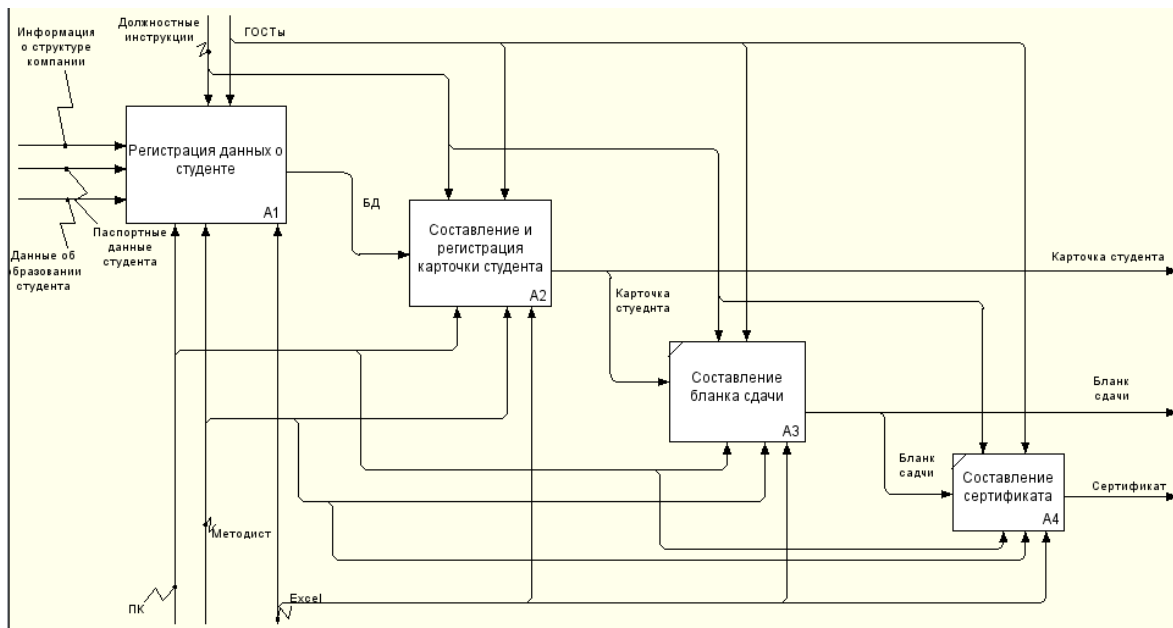 Информация
о структуре
компании
Должностные
инструкции
ГОСТы
Регистрация данных о
студенте
A1
БД
Паспортные
данные
студента
Данные об
образовании
студента
Составление и
регистрация
карточки студента
A2
Карточка студента
Карточка
стуеднта
Составление
бланка сдачи
A3
Бланк
сдачи
Бланк
садчи
Составление
сертификата
A4
Сертификат
Методист
ПК
Excel